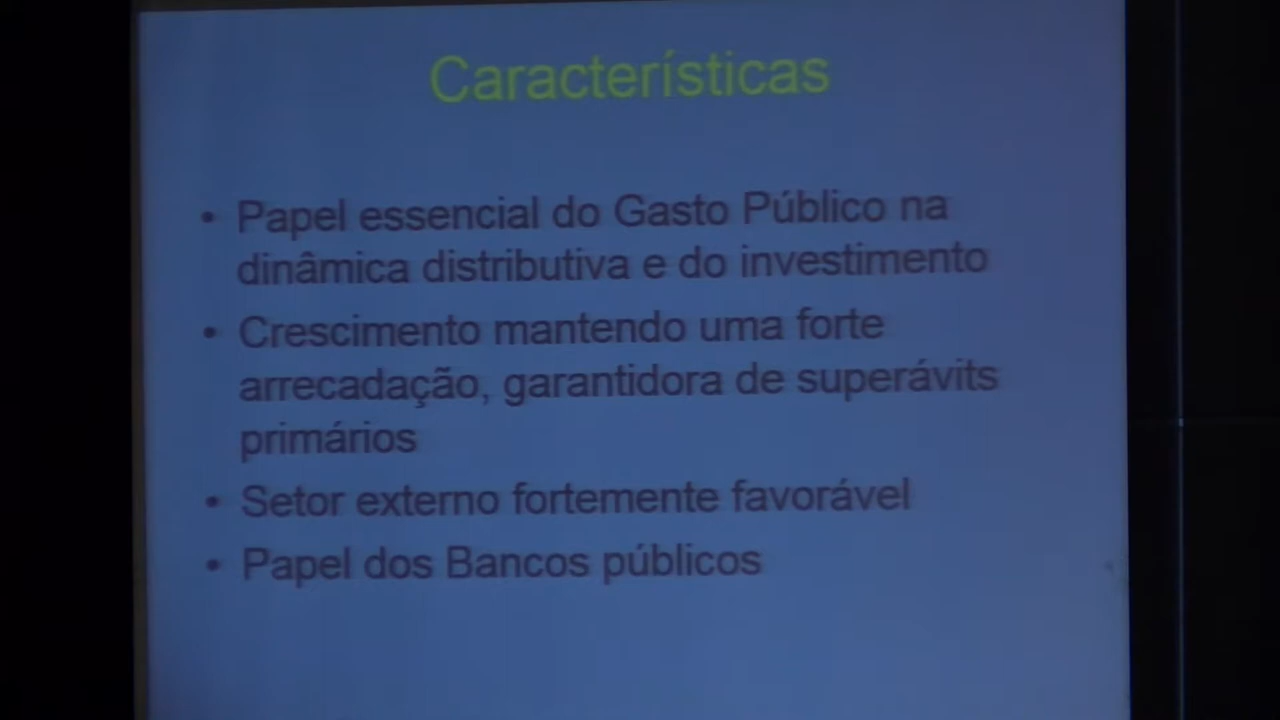 Características
• Papel essencial do Gasto Público na
dinâmica distributiva e do investimento
• Crescimento mantendo uma forte
arrecadação, garantidora de superávits
primários
• Setor externo fortemente favorável
• Papel dos Bancos públicos